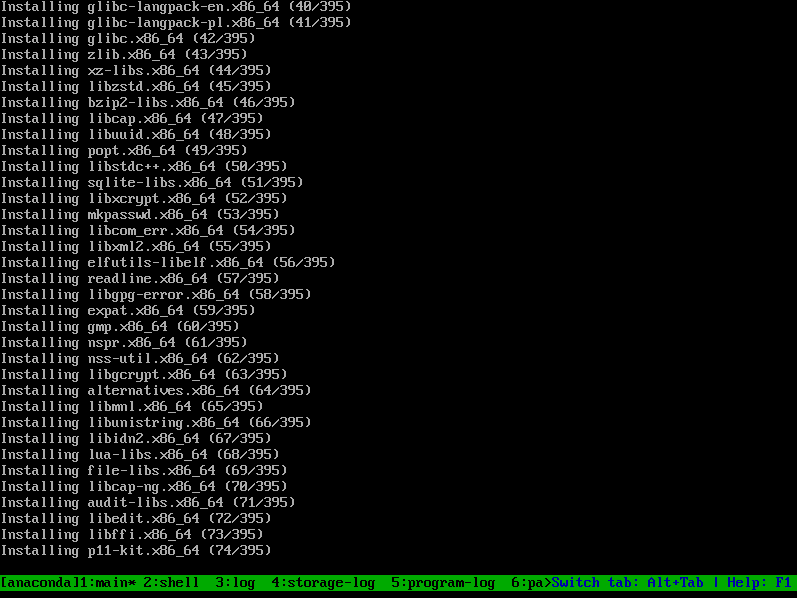 Installing glibc-langpack-en.x86_64 (40/395)
Installing glibc-langpack-pl.x86_64 (41/395)
Installing glibc.x86_64 (42/395)
Installing zlib.x86_64 (43/395)
Installing xz-libs.x86_64 (44/395)
Installing libzstd.x86_64 (45/395)
Installing bzip2-libs.x86_64 (46/395)
Installing libcap.x86_64 (47/395)
Installing libuuid.x86_64 (48/395)
Installing popt.x86_64 (49/395)
Installing libstdc++.x86_64 (50/395)
Installing sqlite-libs.x86_64 (51/395)
Installing libxcrypt.x86_64 (52/395)
Installing mkpasswd.x86_64 (53/395)
Installing libcom_err.x86_64 (54/395)
Installing libxml2.x86_64 (55/395)
Installing elfutils-libelf.x86_64 (56/395)
Installing readline.x86_64 (57/395)
Installing libgpg-error.x86_64 (58/395)
Installing expat.x86_64 (59/395)
Installing gmp.x86_64 (60/395)
Installing nspr.x86_64 (61/395)
Installing nss-util.x86_64 (62/395)
Installing libgcrypt.x86_64 (63/395)
Installing alternatives.x86_64 (64/395)
Installing libmnl.x86_64 (65/395)
Installing libunistring.x86_64 (66/395)
Installing libidn2.x86_64 (67/395)
Installing lua-libs.x86_64 (68/395)
Installing file-libs.x86_64 (69/395)
Installing libcap-ng.x86_64 (70/395)
Installing audit-libs.x86_64 (71/395)
Installing libedit.x86_64 (72/395)
Installing libffi.x86_64 (73/395)
Installing p11-kit.x86_64 (74/395)
[anaconda]1:main* 2:shell  3:log  4:storage-log  5:program-log  6:pa>Switch tab: Alt+Tab | Help: F1